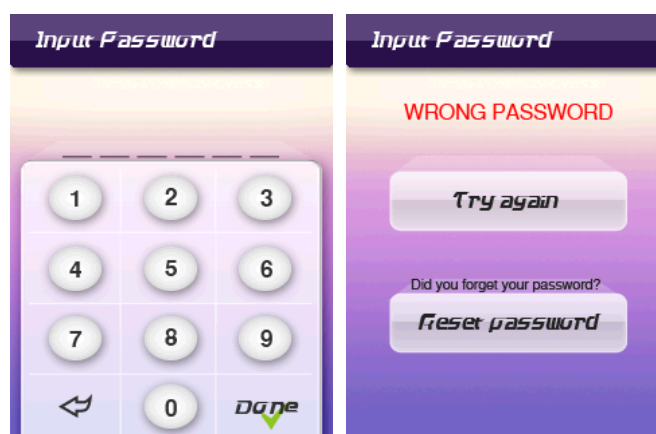 Input Password
1 2 3
4 5 6
7 8 9
0 Done
Input Password
WRONG PASSWORD
Try again
Did you forget your password?
Reset password